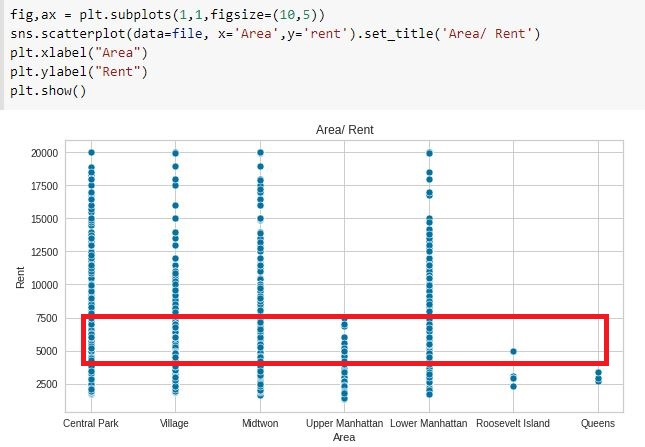 fig,ax = plt.subplots(1,1,figsize=(10,5))
sns.scatterplot(data=file, x='Area',y='rent').set_title('Area/ Rent')
plt.xlabel("Area")
plt.ylabel("Rent")
plt.show()
Area/ Rent
20000
17500
15000
12500
10000
7500
5000
2500
Rent
Central Park Village Midtwon Upper Manhattan Lower Manhattan Roosevelt Island Queens
Area